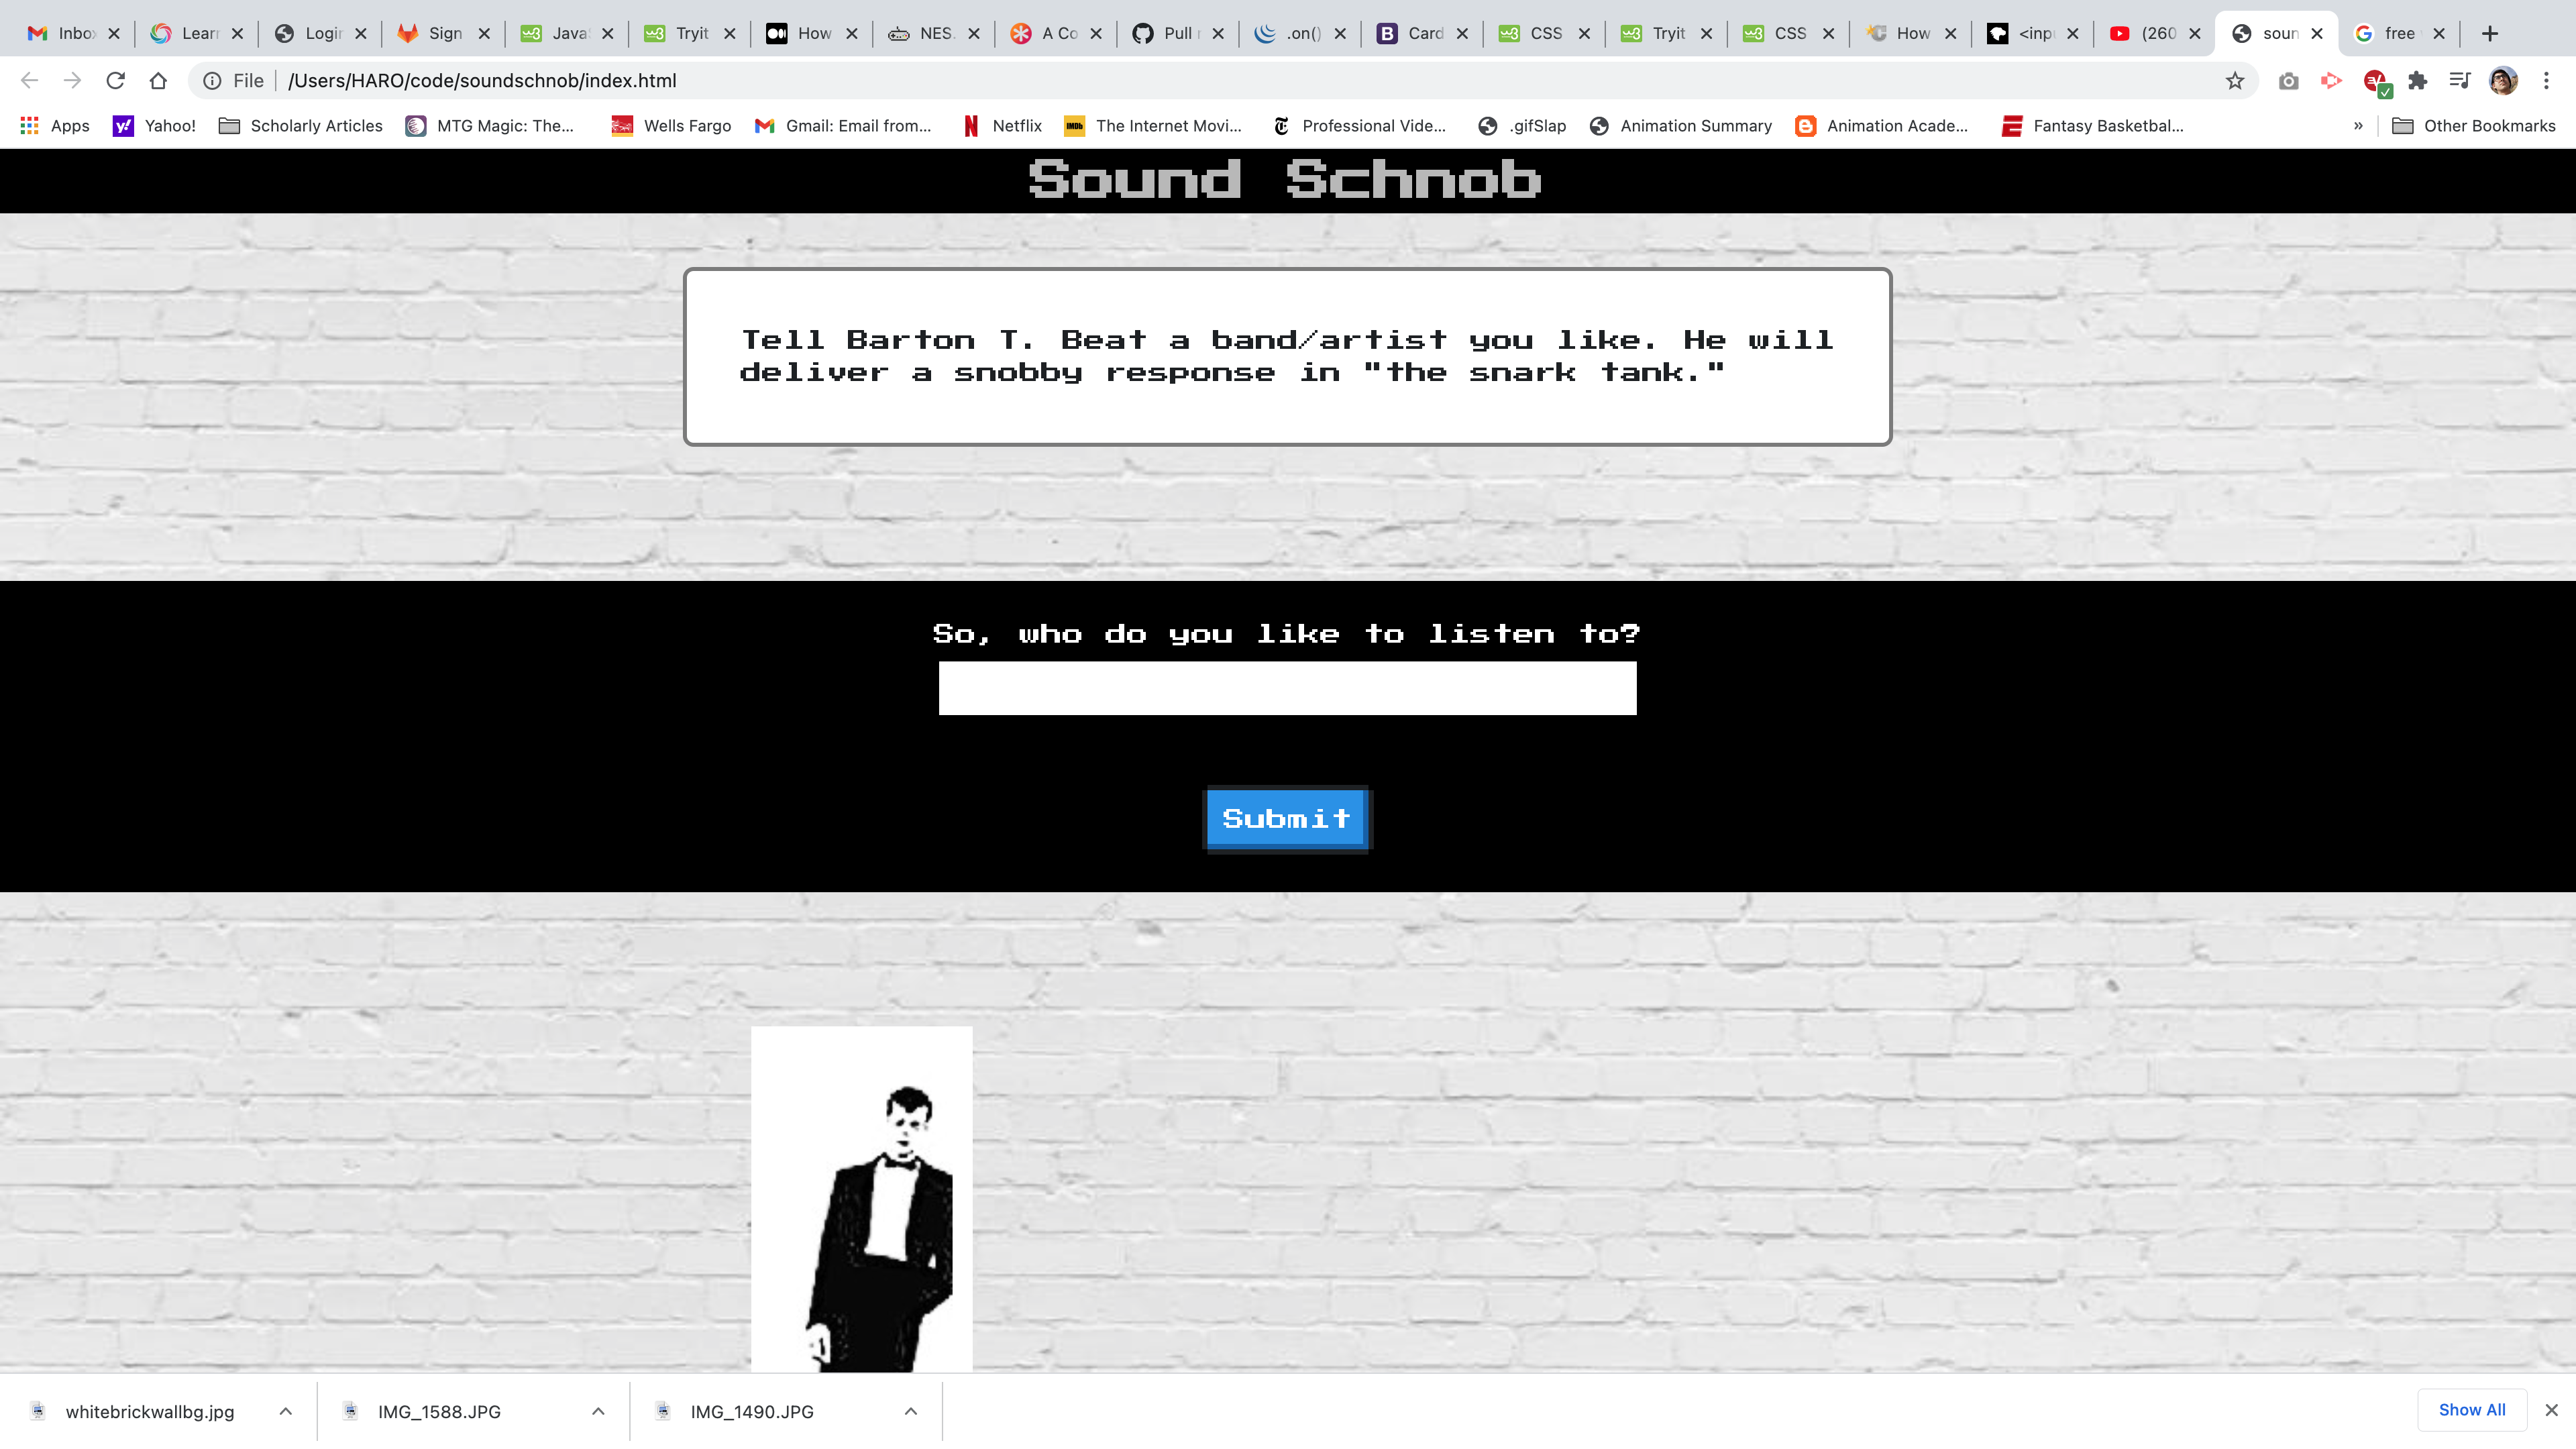 Inbox Learn Login Sign Java Tryit How NES. A Co Pull r .on() Card CSS Tryit CSS How <inp (260 soun free
File /Users/HARO/code/soundschnob/index.html
Apps Yahoo! Scholarly Articles MTG Magic: The... Wells Fargo Gmail: Email from... Netflix The Internet Movi... Professional Vide... .gifSlap Animation Summary Animation Acade... Fantasy Basketbal... » Other Bookmarks
Sound Schnob
Tell Barton T. Beat a band/artist you like. He will
deliver a snobby response in "the snark tank."
So, who do you like to listen to?
Submit
whitebrickwallbg.jpg IMG_1588.JPG IMG_1490.JPG Show All